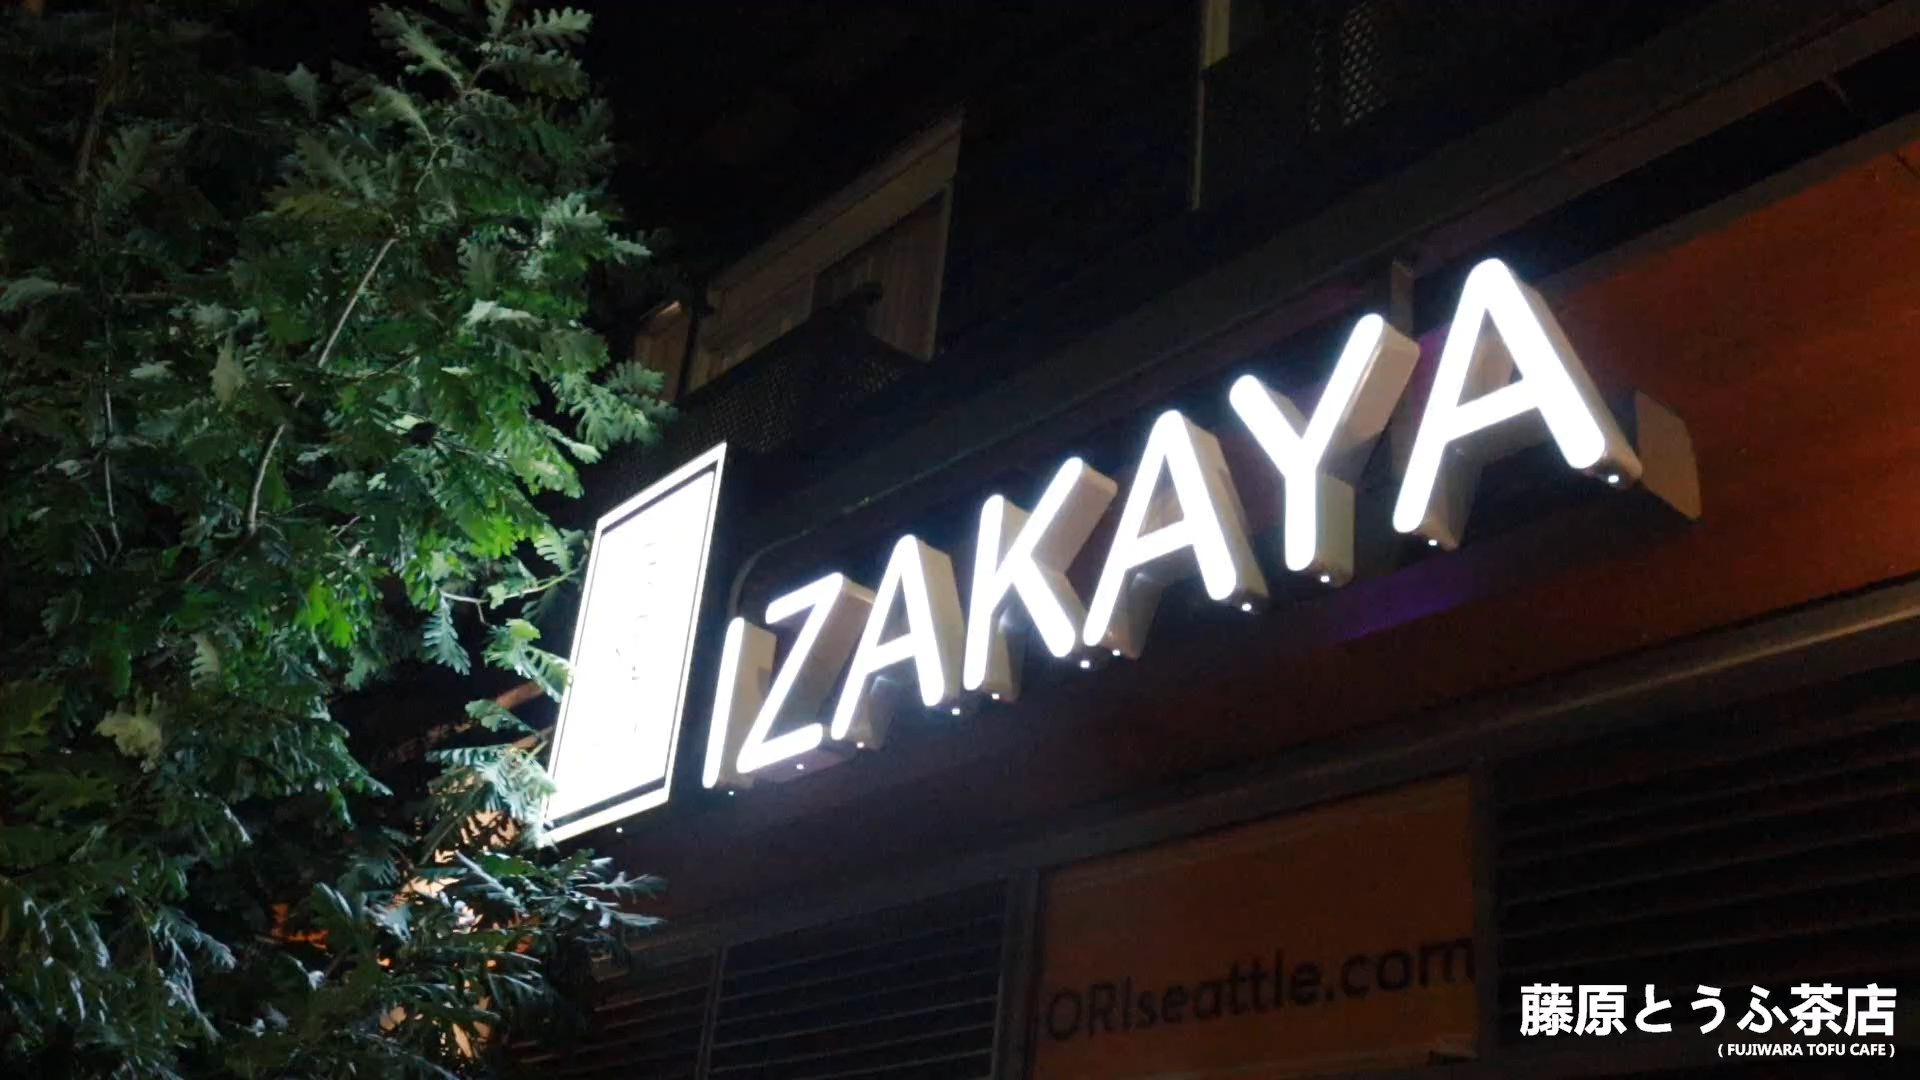 IZAKAYA
ORIseattle.com
藤原とうふ茶店
( FUJIWARA TOFU CAFE )